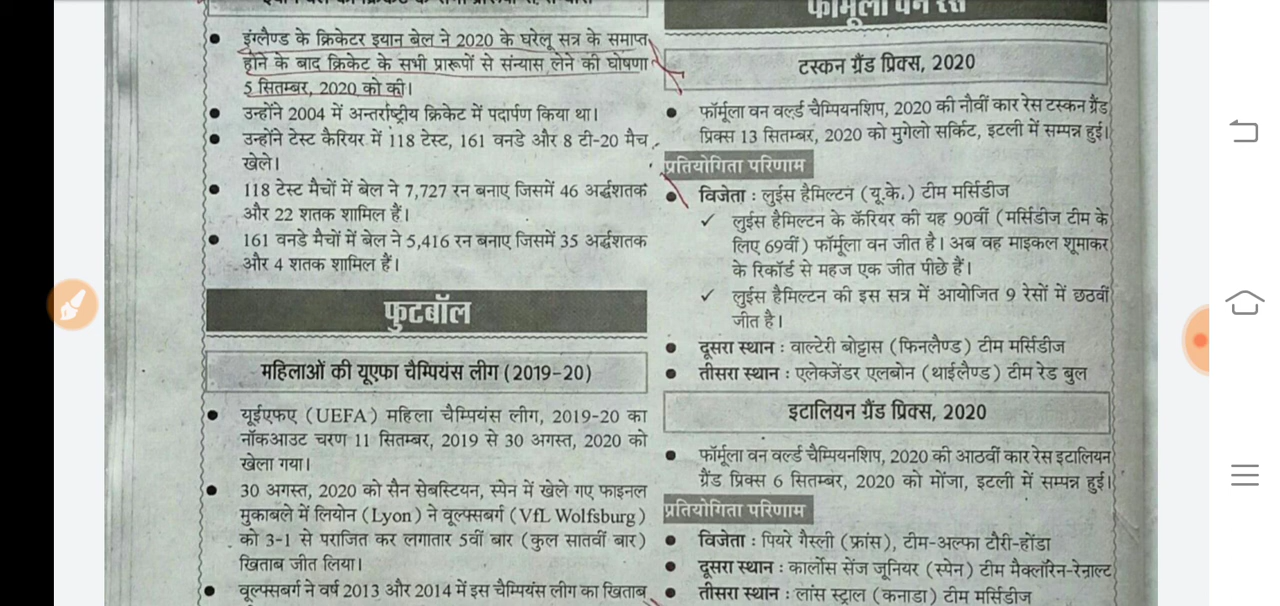 इंग्लैण्ड के क्रिकेटर इयान बेल ने 2020 के घरेलू सत्र के समाप्त
होने के बाद क्रिकेट के सभी प्रारूपों से संन्यास लेने की घोषणा
5 सितम्बर, 2020 को की।
उन्होंने 2004 में अन्तर्राष्ट्रीय क्रिकेट में पदार्पण किया था।
उन्होंने टेस्ट कैरियर में 118 टेस्ट, 161 वनडे और 8 टी-20 मैच
खेले।
118 टेस्ट मैचों में बेल ने 7,727 रन बनाए जिसमें 46 अर्द्धशतक
और 22 शतक शामिल हैं।
161 वनडे मैचों में बेल ने 5,416 रन बनाए जिसमें 35 अर्द्धशतक
और 4 शतक शामिल हैं।
फुटबॉल
महिलाओं की यूएफा चैम्पियंस लीग (2019-20)
यूईएफए (UEFA) महिला चैम्पियंस लीग, 2019-20 का
नॉकआउट चरण 11 सितम्बर, 2019 से 30 अगस्त, 2020 को
खेला गया।
30 अगस्त, 2020 को सैन सेबस्टियन, स्पेन में खेले गए फाइनल
मुकाबले में लियोन (Lyon) ने वूल्फ्सबर्ग (VfL Wolfsburg)
को 3-1 से पराजित कर लगातार 5वीं बार (कुल सातवीं बार)
खिताब जीत लिया।
वूल्फ्सबर्ग ने वर्ष 2013 और 2014 में इस चैम्पियंस लीग का खिताब
फॉर्मूला वन रेस
टस्कन ग्रैंड प्रिक्स, 2020
फॉर्मूला वन वर्ल्ड चैम्पियनशिप, 2020 की नौवीं कार रेस टस्कन ग्रैंड
प्रिक्स 13 सितम्बर, 2020 को मुगेलो सर्किट, इटली में सम्पन्न हुई।
प्रतियोगिता परिणाम
विजेता : लुईस हैमिल्टन (यू.के.) टीम मर्सिडीज
✓ लुईस हैमिल्टन के कॅरियर की यह 90वीं (मर्सिडीज टीम के
लिए 69वीं) फॉर्मूला वन जीत है। अब वह माइकल शूमाकर
के रिकॉर्ड से महज एक जीत पीछे हैं।
✓ लुईस हैमिल्टन की इस सत्र में आयोजित 9 रेसों में छठवीं
जीत है।
दूसरा स्थान : वाल्टेरी बोट्टास (फिनलैण्ड) टीम मर्सिडीज
तीसरा स्थान : एलेक्जेंडर एलबोन (थाईलैण्ड) टीम रेड बुल
इटालियन ग्रैंड प्रिक्स, 2020
फॉर्मूला वन वर्ल्ड चैम्पियनशिप, 2020 की आठवीं कार रेस इटालियन
ग्रैंड प्रिक्स 6 सितम्बर, 2020 को मोंजा, इटली में सम्पन्न हुई।
प्रतियोगिता परिणाम
विजेता : पियरे गैस्ली (फ्रांस), टीम-अल्फा टौरी-होंडा
दूसरा स्थान : कार्लोस सेंज जूनियर (स्पेन) टीम मैक्लॉरेन-रेनाल्ट
तीसरा स्थान : लांस स्ट्राल (कनाडा) टीम मर्सिडीज